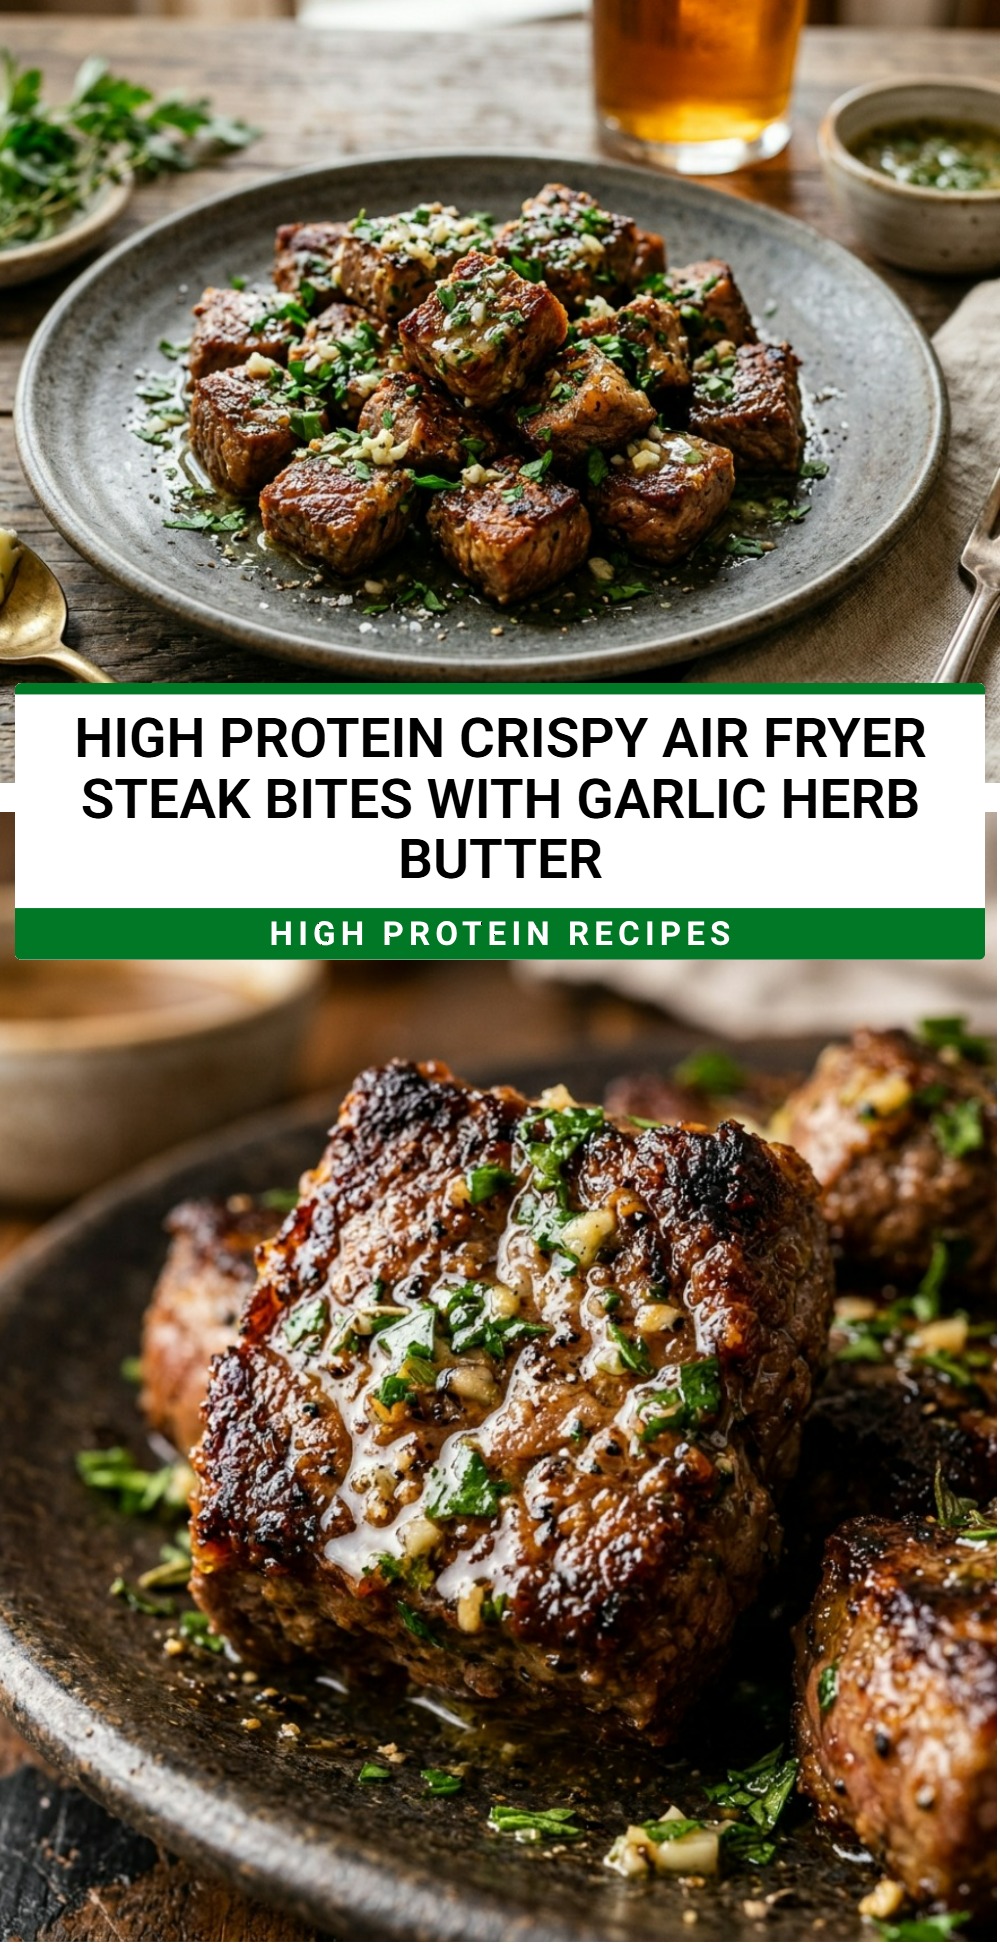 HIGH PROTEIN CRISPY AIR FRYER
STEAK BITES WITH GARLIC HERB
BUTTER
HIGH PROTEIN RECIPES